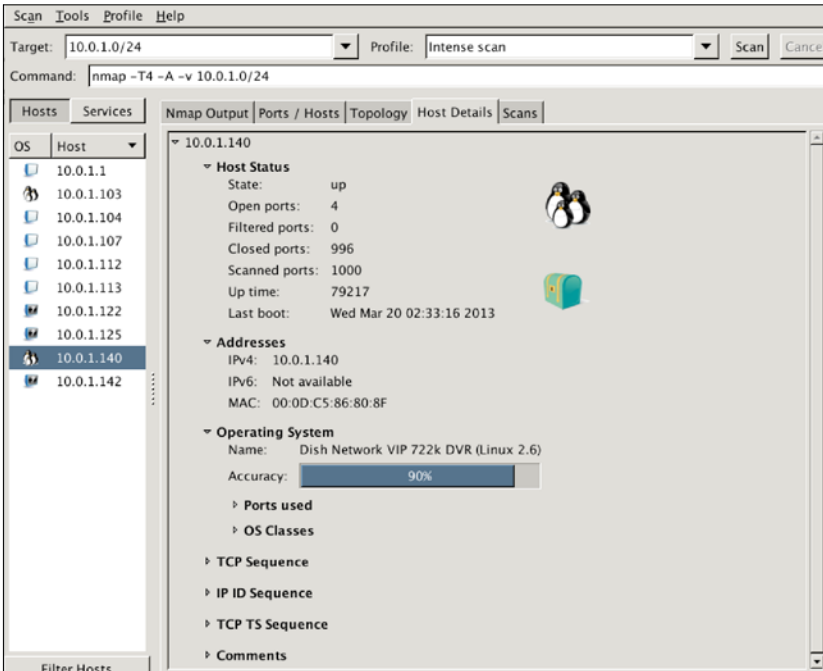 Scan Tools Profile Help
Target: 10.0.1.0/24 Profile: Intense scan Scan Cance
Command: nmap -T4 -A -v 10.0.1.0/24
Hosts Services
Nmap Output Ports / Hosts Topology Host Details Scans
OS Host
10.0.1.1
10.0.1.103
10.0.1.104
10.0.1.107
10.0.1.112
10.0.1.113
10.0.1.122
10.0.1.125
10.0.1.140
10.0.1.142
Filter Hosts
10.0.1.140
Host Status
State: up
Open ports: 4
Filtered ports: 0
Closed ports: 996
Scanned ports: 1000
Up time: 79217
Last boot: Wed Mar 20 02:33:16 2013
Addresses
IPv4: 10.0.1.140
IPv6: Not available
MAC: 00:0D:C5:86:80:8F
Operating System
Name: Dish Network VIP 722k DVR (Linux 2.6)
Accuracy: 90%
Ports used
OS Classes
TCP Sequence
IP ID Sequence
TCP TS Sequence
Comments